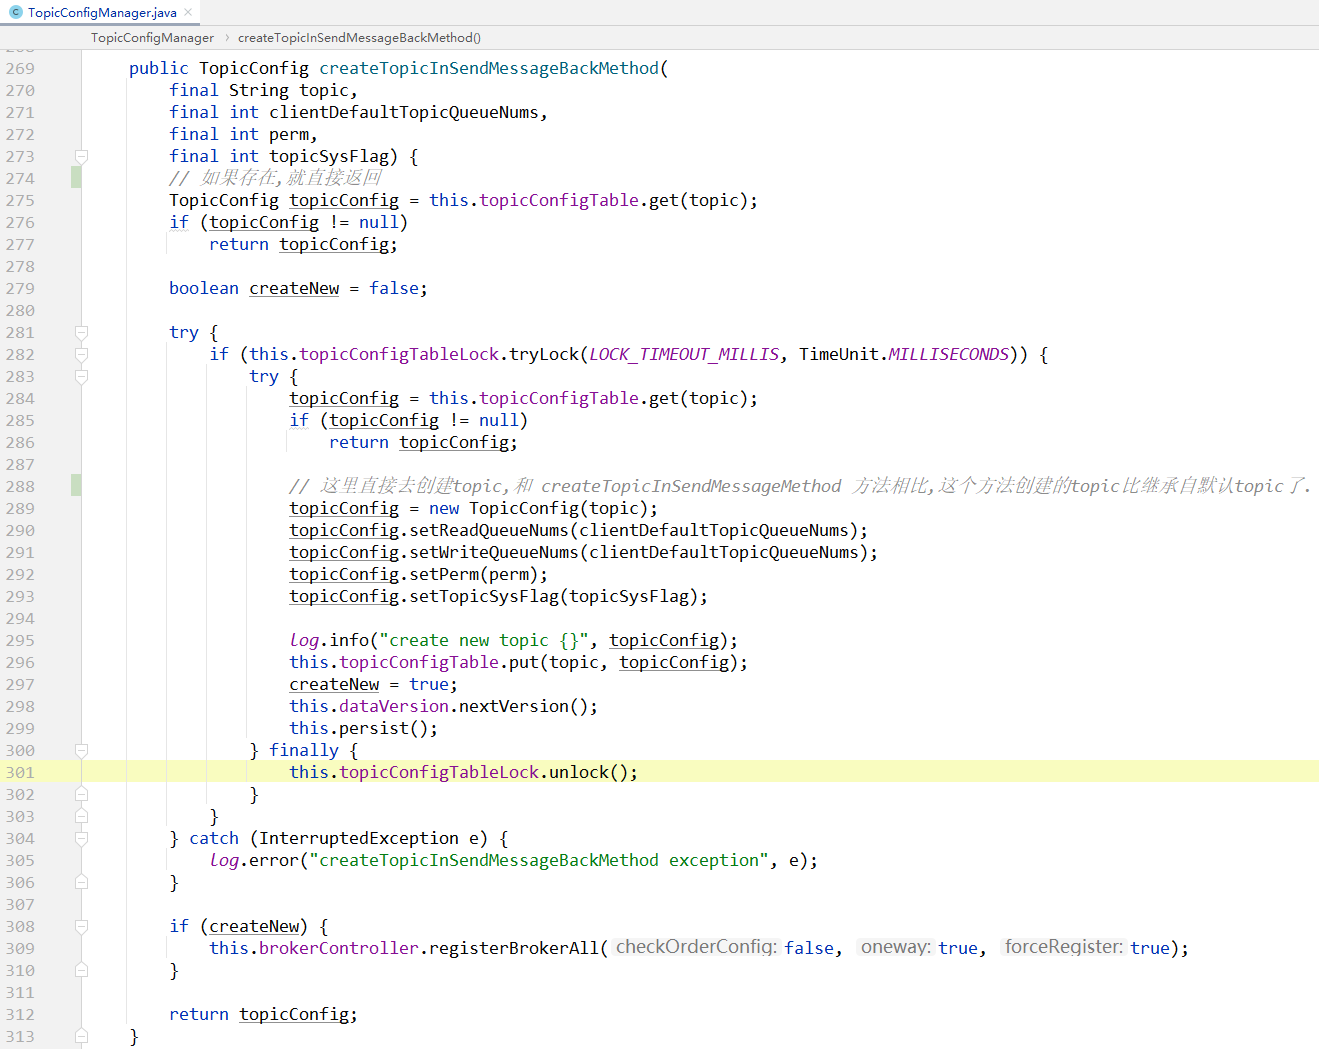 TopicConfigManager.java
TopicConfigManager › createTopicInSendMessageBackMethod()
269 public TopicConfig createTopicInSendMessageBackMethod(
270 final String topic,
271 final int clientDefaultTopicQueueNums,
272 final int perm,
273 final int topicSysFlag) {
274 // 如果存在,就直接返回
275 TopicConfig topicConfig = this.topicConfigTable.get(topic);
276 if (topicConfig != null)
277 return topicConfig;
278
279 boolean createNew = false;
280
281 try {
282 if (this.topicConfigTableLock.tryLock(LOCK_TIMEOUT_MILLIS, TimeUnit.MILLISECONDS)) {
283 try {
284 topicConfig = this.topicConfigTable.get(topic);
285 if (topicConfig != null)
286 return topicConfig;
287
288 // 这里直接去创建topic,和 createTopicInSendMessageMethod 方法相比,这个方法创建的topic比继承自默认topic了.
289 topicConfig = new TopicConfig(topic);
290 topicConfig.setReadQueueNums(clientDefaultTopicQueueNums);
291 topicConfig.setWriteQueueNums(clientDefaultTopicQueueNums);
292 topicConfig.setPerm(perm);
293 topicConfig.setTopicSysFlag(topicSysFlag);
294
295 log.info("create new topic {}", topicConfig);
296 this.topicConfigTable.put(topic, topicConfig);
297 createNew = true;
298 this.dataVersion.nextVersion();
299 this.persist();
300 } finally {
301 this.topicConfigTableLock.unlock();
302 }
303 }
304 } catch (InterruptedException e) {
305 log.error("createTopicInSendMessageBackMethod exception", e);
306 }
307
308 if (createNew) {
309 this.brokerController.registerBrokerAll( checkOrderConfig: false, oneway: true, forceRegister: true);
310 }
311
312 return topicConfig;
313 }